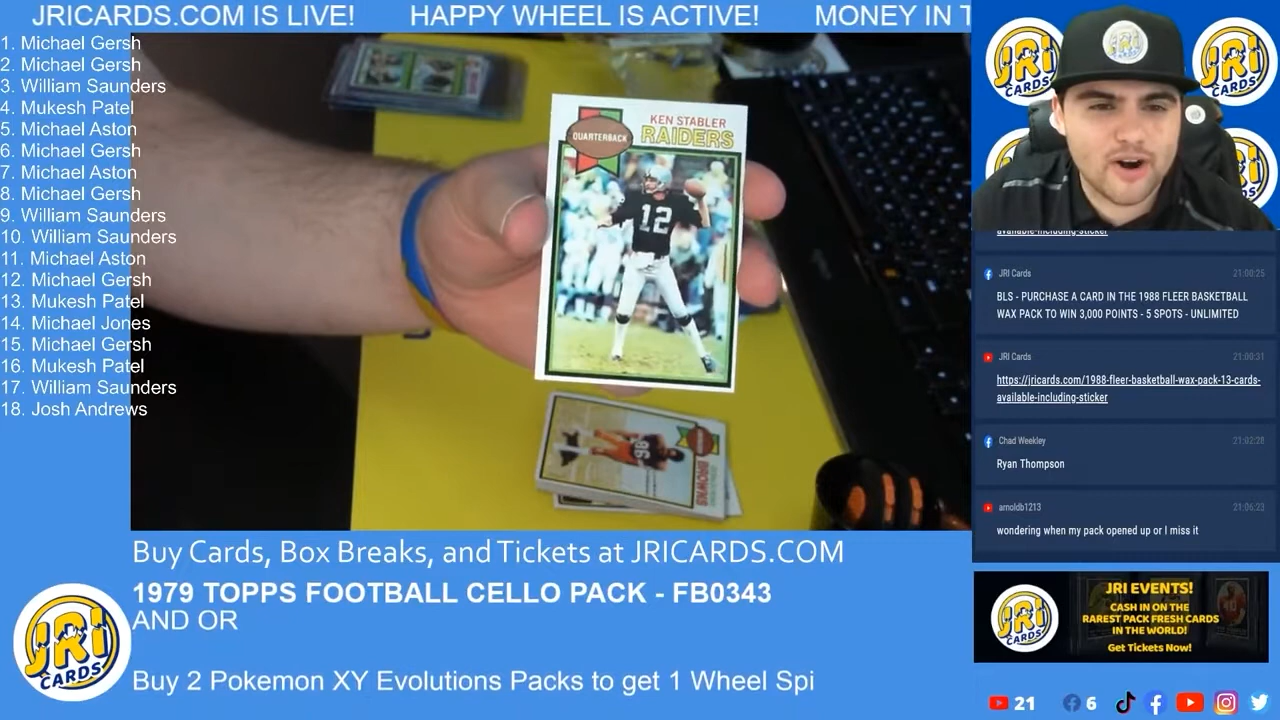 JRICARDS.COM IS LIVE! HAPPY WHEEL IS ACTIVE! MONEY IN T
1. Michael Gersh
2. Michael Gersh
3. William Saunders
4. Mukesh Patel
5. Michael Aston
6. Michael Gersh
7. Michael Aston
8. Michael Gersh
9. William Saunders
10. William Saunders
11. Michael Aston
12. Michael Gersh
13. Mukesh Patel
14. Michael Jones
15. Michael Gersh
16. Mukesh Patel
17. William Saunders
18. Josh Andrews
QUARTERBACK
KEN STABLER
RAIDERS
12
98
BROWNS
JRI
CARDS
JRI
CARDS
available-including-sticker
JRI Cards 21:00:25
BLS - PURCHASE A CARD IN THE 1988 FLEER BASKETBALL
WAX PACK TO WIN 3,000 POINTS - 5 SPOTS - UNLIMITED
JRI Cards 21:00:31
https://jricards.com/1988-fleer-basketball-wax-pack-13-cards-
available-including-sticker
Chad Weekley 21:02:28
Ryan Thompson
arnoldb1213 21:06:23
wondering when my pack opened up or I miss it
Buy Cards, Box Breaks, and Tickets at JRICARDS.COM
1979 TOPPS FOOTBALL CELLO PACK - FB0343
AND OR
Buy 2 Pokemon XY Evolutions Packs to get 1 Wheel Spi
JRI
CARDS
JRI
CARDS
JRI EVENTS!
CASH IN ON THE
RAREST PACK FRESH CARDS
IN THE WORLD!
Get Tickets Now!
21 6